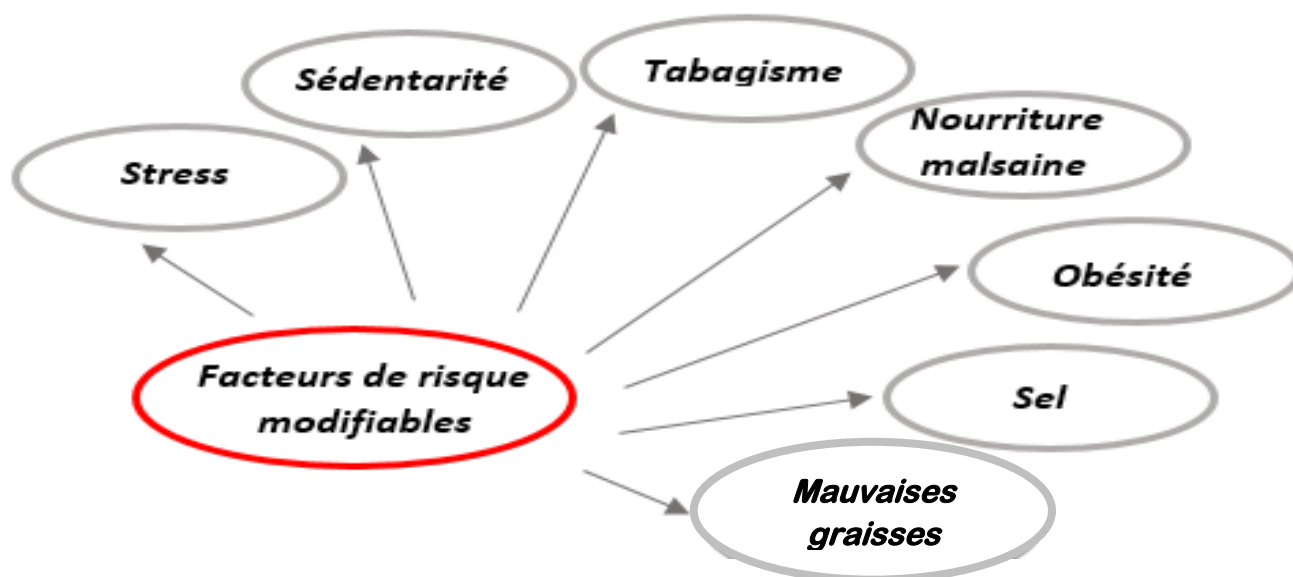 Stress
Sédentarité
Tabagisme
Nourriture
malsaine
Obésité
Sel
Mauvaises
graisses
Facteurs de risque
modifiables